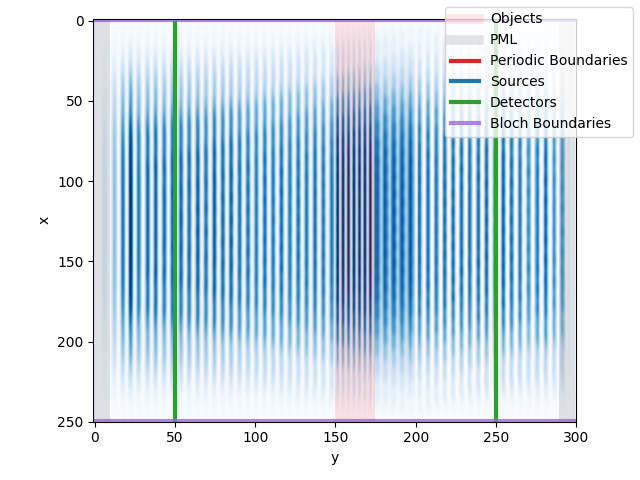 Objects
PML
Periodic Boundaries
Sources
Detectors
Bloch Boundaries
0
50
100
150
200
250
x
0
50
100
150
200
250
300
y